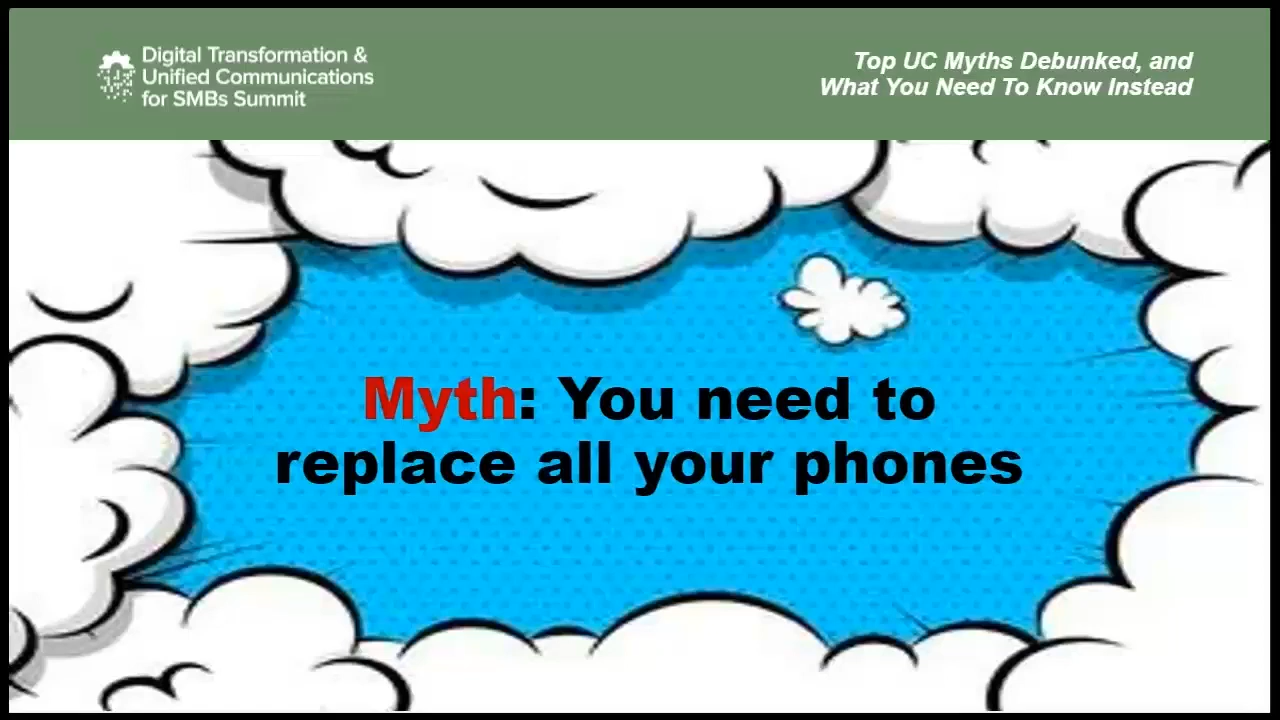 Digital Transformation &
Unified Communications
for SMBs Summit
Top UC Myths Debunked, and
What You Need To Know Instead
Myth: You need to
replace all your phones